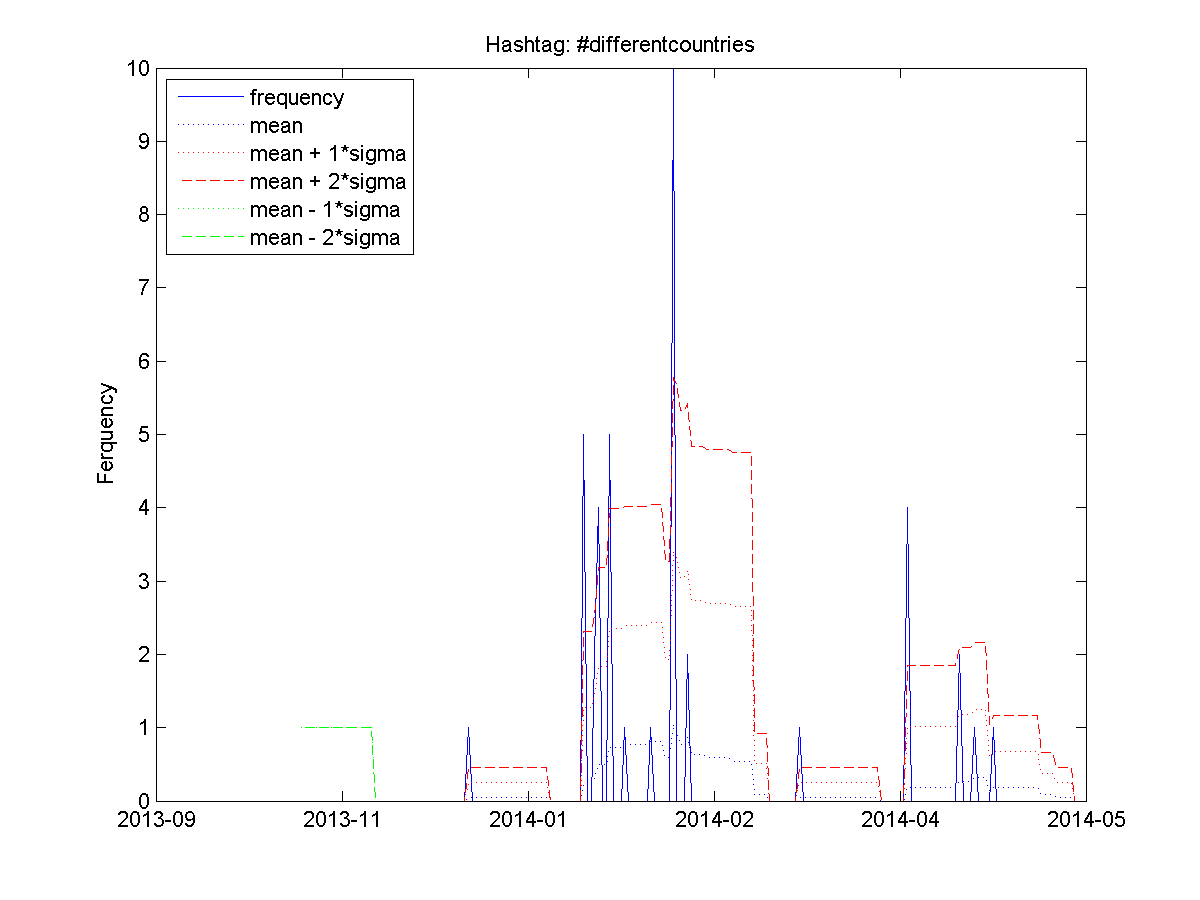 Hashtag: #differentcountries
10
9
8
7
6
5
4
3
2
1
0
Ferquency
frequency
mean
mean + 1*sigma
mean + 2*sigma
mean - 1*sigma
mean - 2*sigma
2013-09
2013-11
2014-01
2014-02
2014-04
2014-05